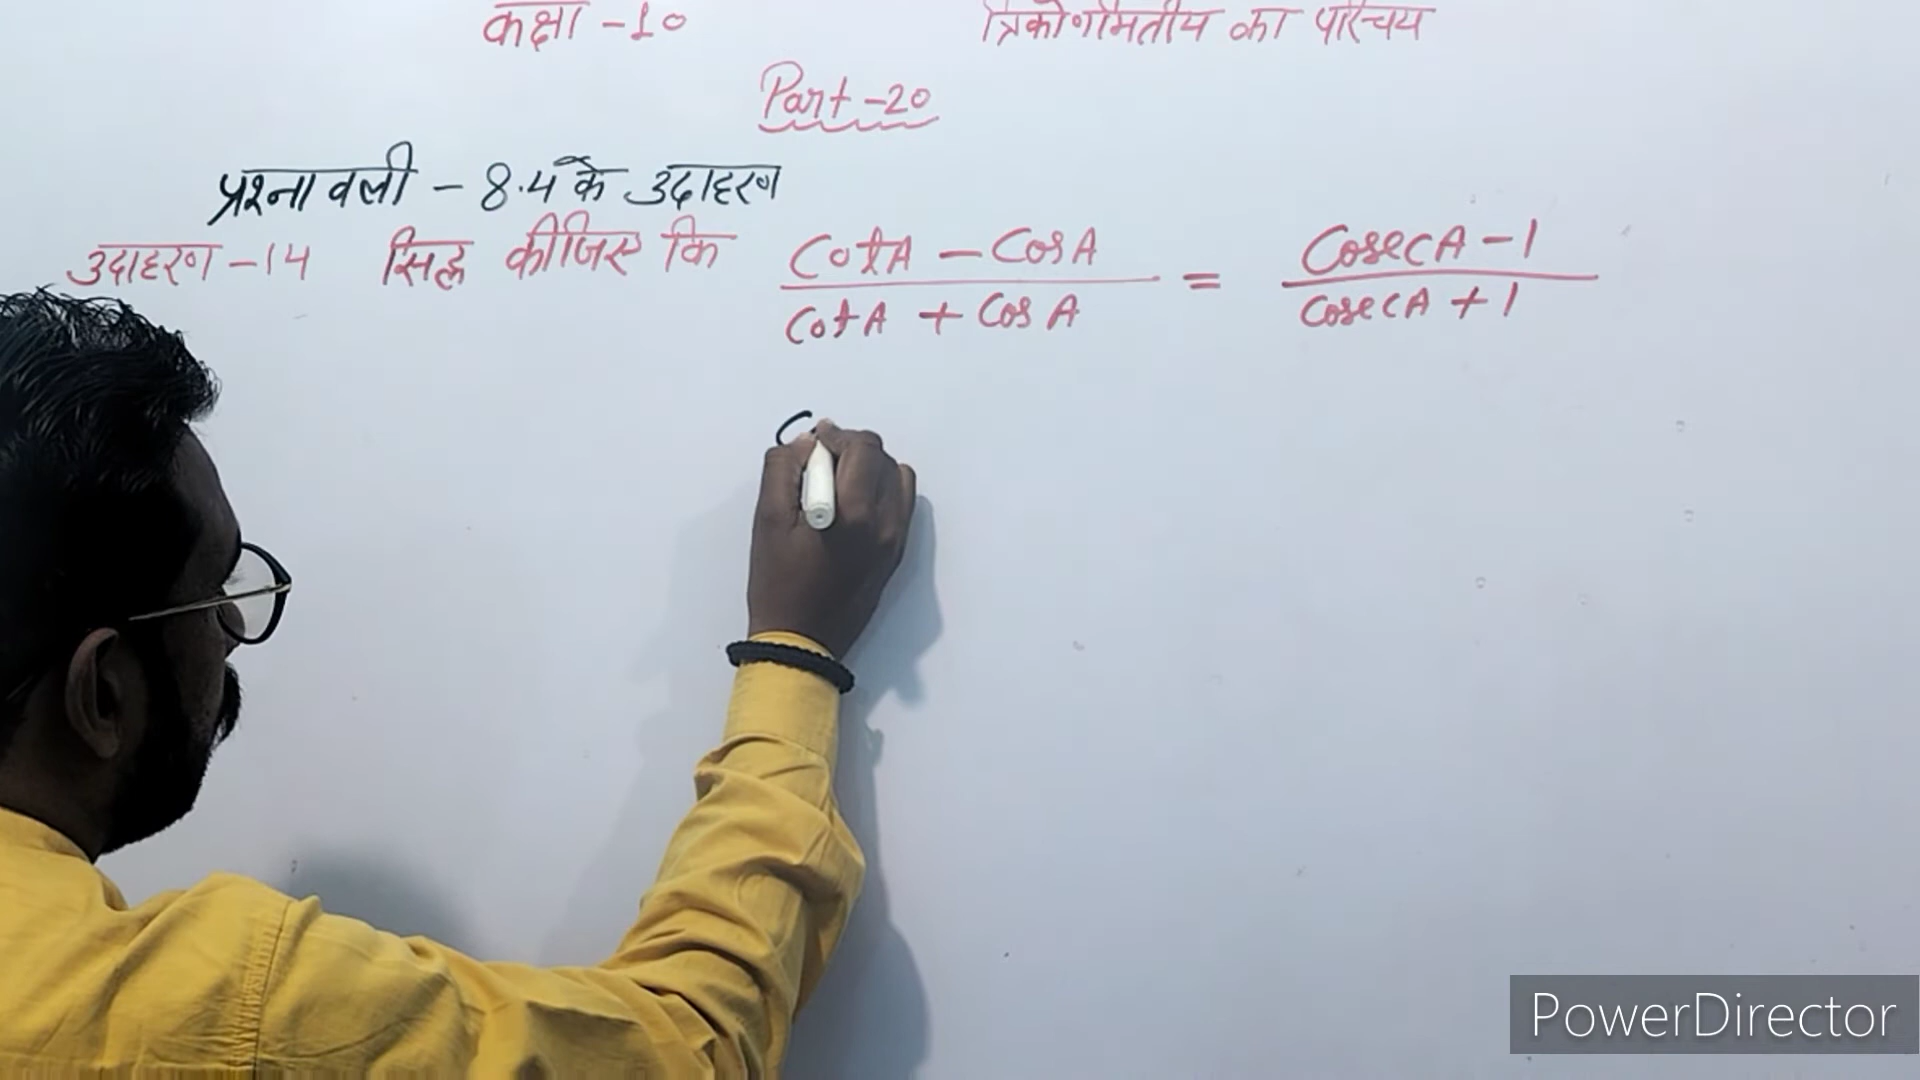 कक्षा -10 त्रिकोणमितीय का परिचय
Part -20
प्रश्नावली - 8.4 के उदाहरण
उदाहरण -14 सिद्ध कीजिए कि CotA - CosA / CotA + CosA = CosecA - 1 / CosecA + 1
C
PowerDirector